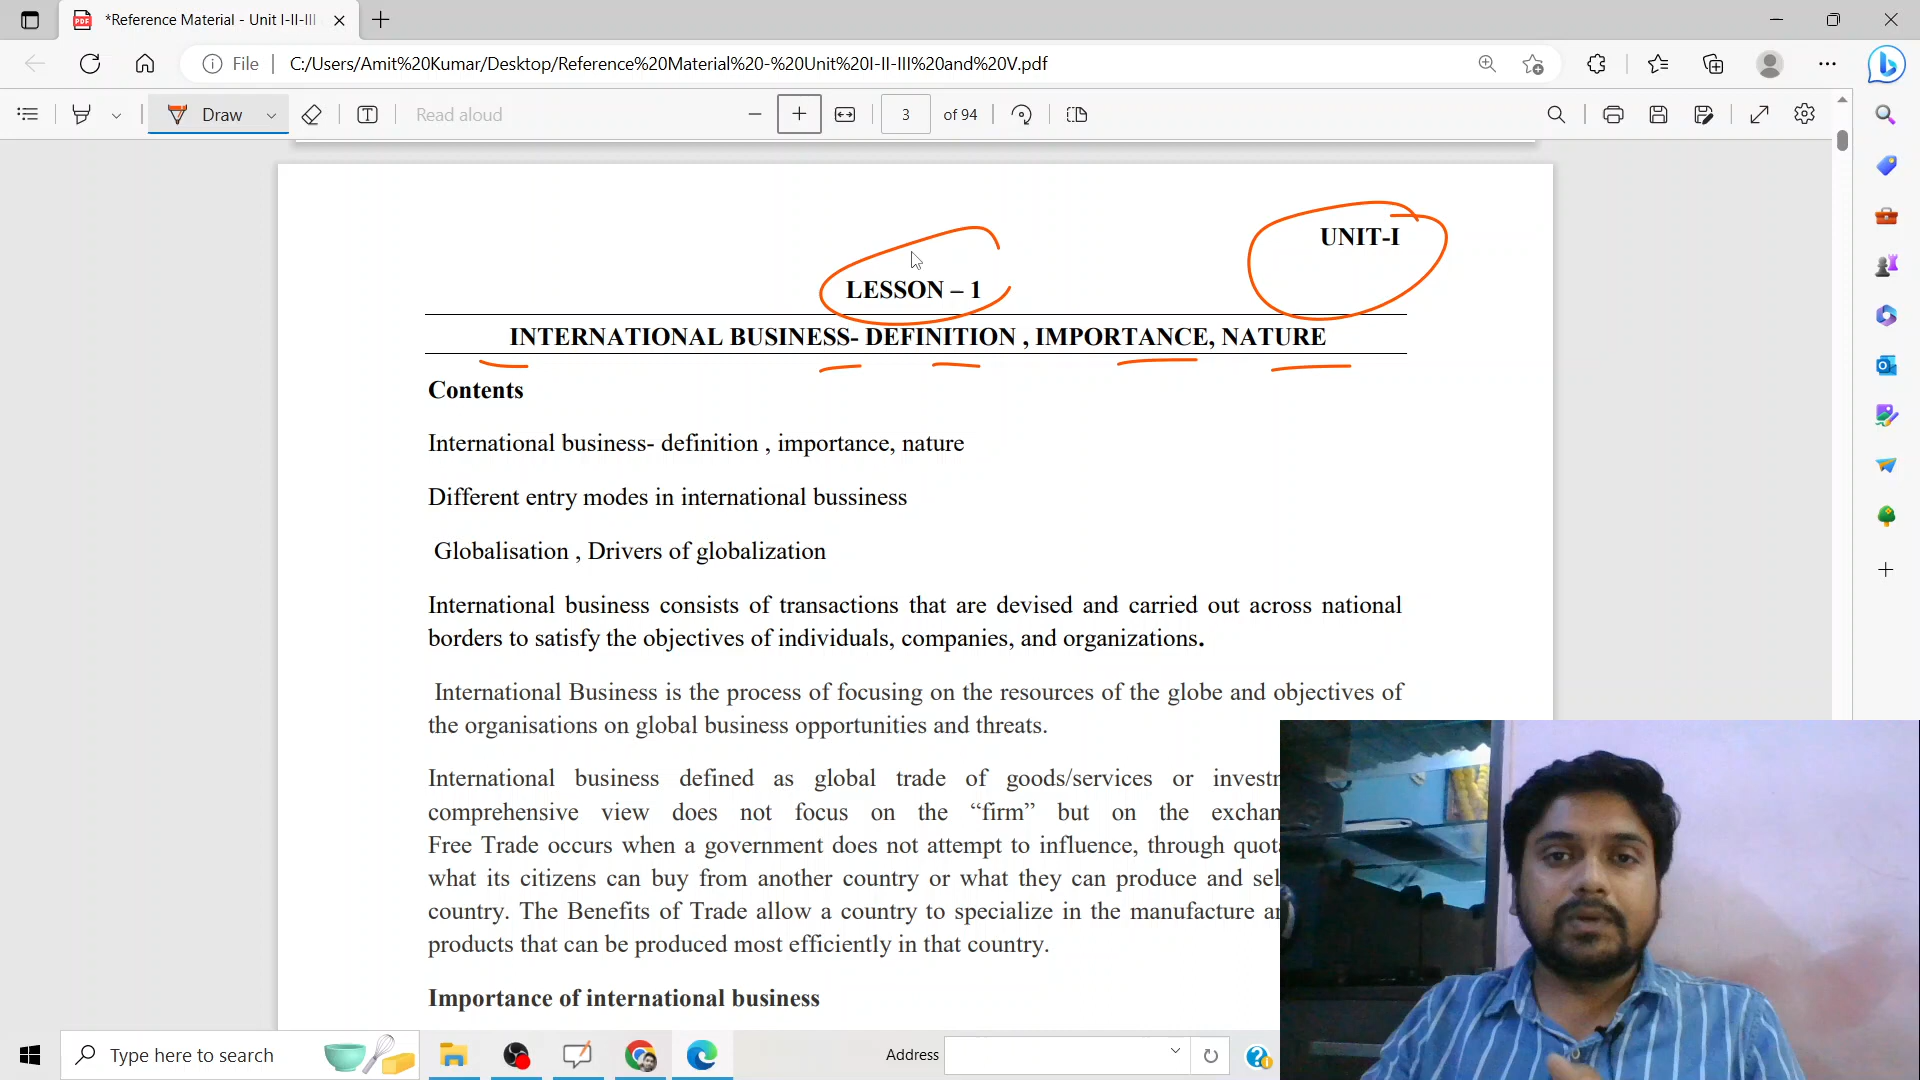 *Reference Material - Unit I-II-III
File
C:/Users/Amit%20Kumar/Desktop/Reference%20Material%20-%20Unit%20I-II-III%20and%20V.pdf
Draw
Read aloud
3
of 94
UNIT-I
LESSON – 1
INTERNATIONAL BUSINESS- DEFINITION , IMPORTANCE, NATURE
Contents
International business- definition , importance, nature
Different entry modes in international bussiness
Globalisation , Drivers of globalization
International business consists of transactions that are devised and carried out across national
borders to satisfy the objectives of individuals, companies, and organizations.
International Business is the process of focusing on the resources of the globe and objectives of
the organisations on global business opportunities and threats.
International business defined as global trade of goods/services or
comprehensive view does not focus on the “firm” but on the
Free Trade occurs when a government does not attempt to influence, through
what its citizens can buy from another country or what they can produce and
country. The Benefits of Trade allow a country to specialize in the manufacture
products that can be produced most efficiently in that country.
Importance of international business
Type here to search
Address